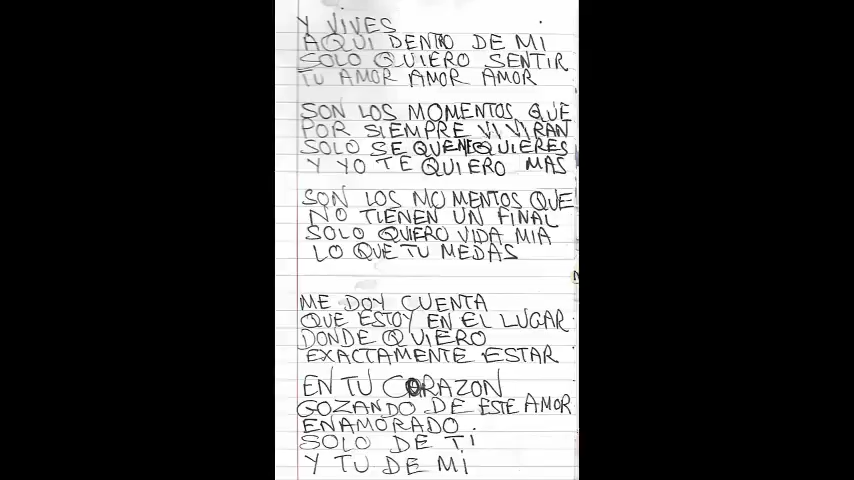 Y VIVES
AQUI DENTRO DE MI
SOLO QUIERO SENTIR
TU AMOR AMOR AMOR
SON LOS MOMENTOS QUE
POR SIEMPRE VIVIRAN
SOLO SE QUE ME QUIERES
Y YO TE QUIERO MAS
SON LOS MOMENTOS QUE
NO TIENEN UN FINAL
SOLO QUIERO VIDA MIA
LO QUE TU MEDAS
ME DOY CUENTA
QUE ESTOY EN EL LUGAR
DONDE QUIERO
EXACTAMENTE ESTAR
EN TU CORAZON
GOZANDO DE ESTE AMOR
ENAMORADO.
SOLO DE TI
Y TU DE MI